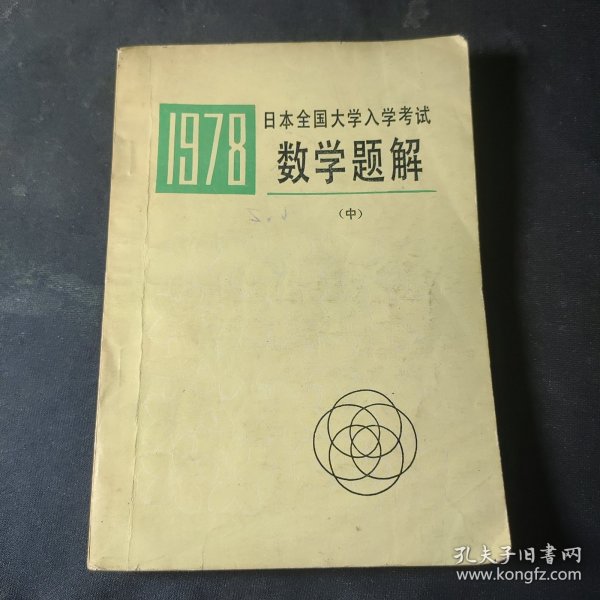 1978
日本全国大学入学考试
数学题解
（中）
孔夫子旧书网
www.kongfz.com